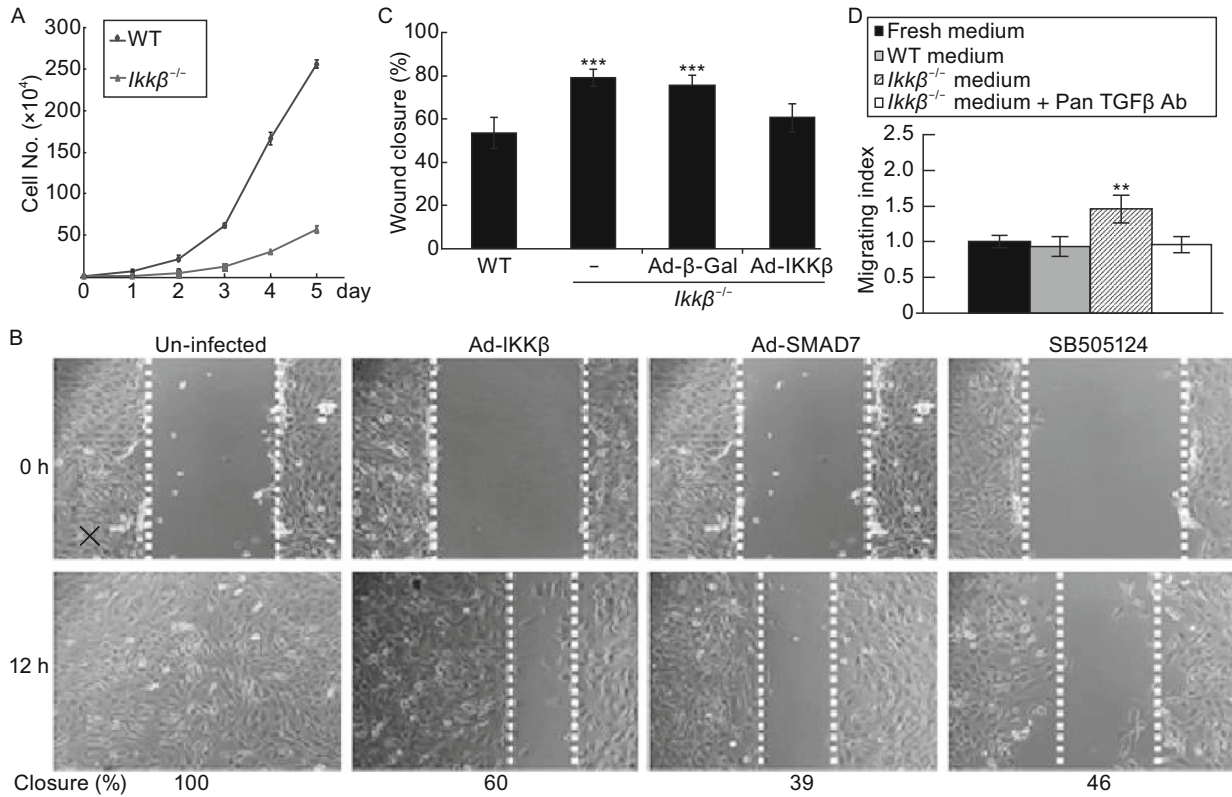 A
Cell No. (×10⁴)
300
250
200
150
100
50
0 1 2 3 4 5 day
WT
Ikkβ⁻/⁻
C
Wound closure (%)
100
80
60
40
20
0
***
***
WT – Ad-β-Gal Ad-IKKβ
Ikkβ⁻/⁻
D
Fresh medium
WT medium
Ikkβ⁻/⁻ medium
Ikkβ⁻/⁻ medium + Pan TGFβ Ab
Migrating index
2.5
2.0
1.5
1.0
0.5
0
**
B
Un-infected Ad-IKKβ Ad-SMAD7 SB505124
0 h
12 h
Closure (%) 100 60 39 46